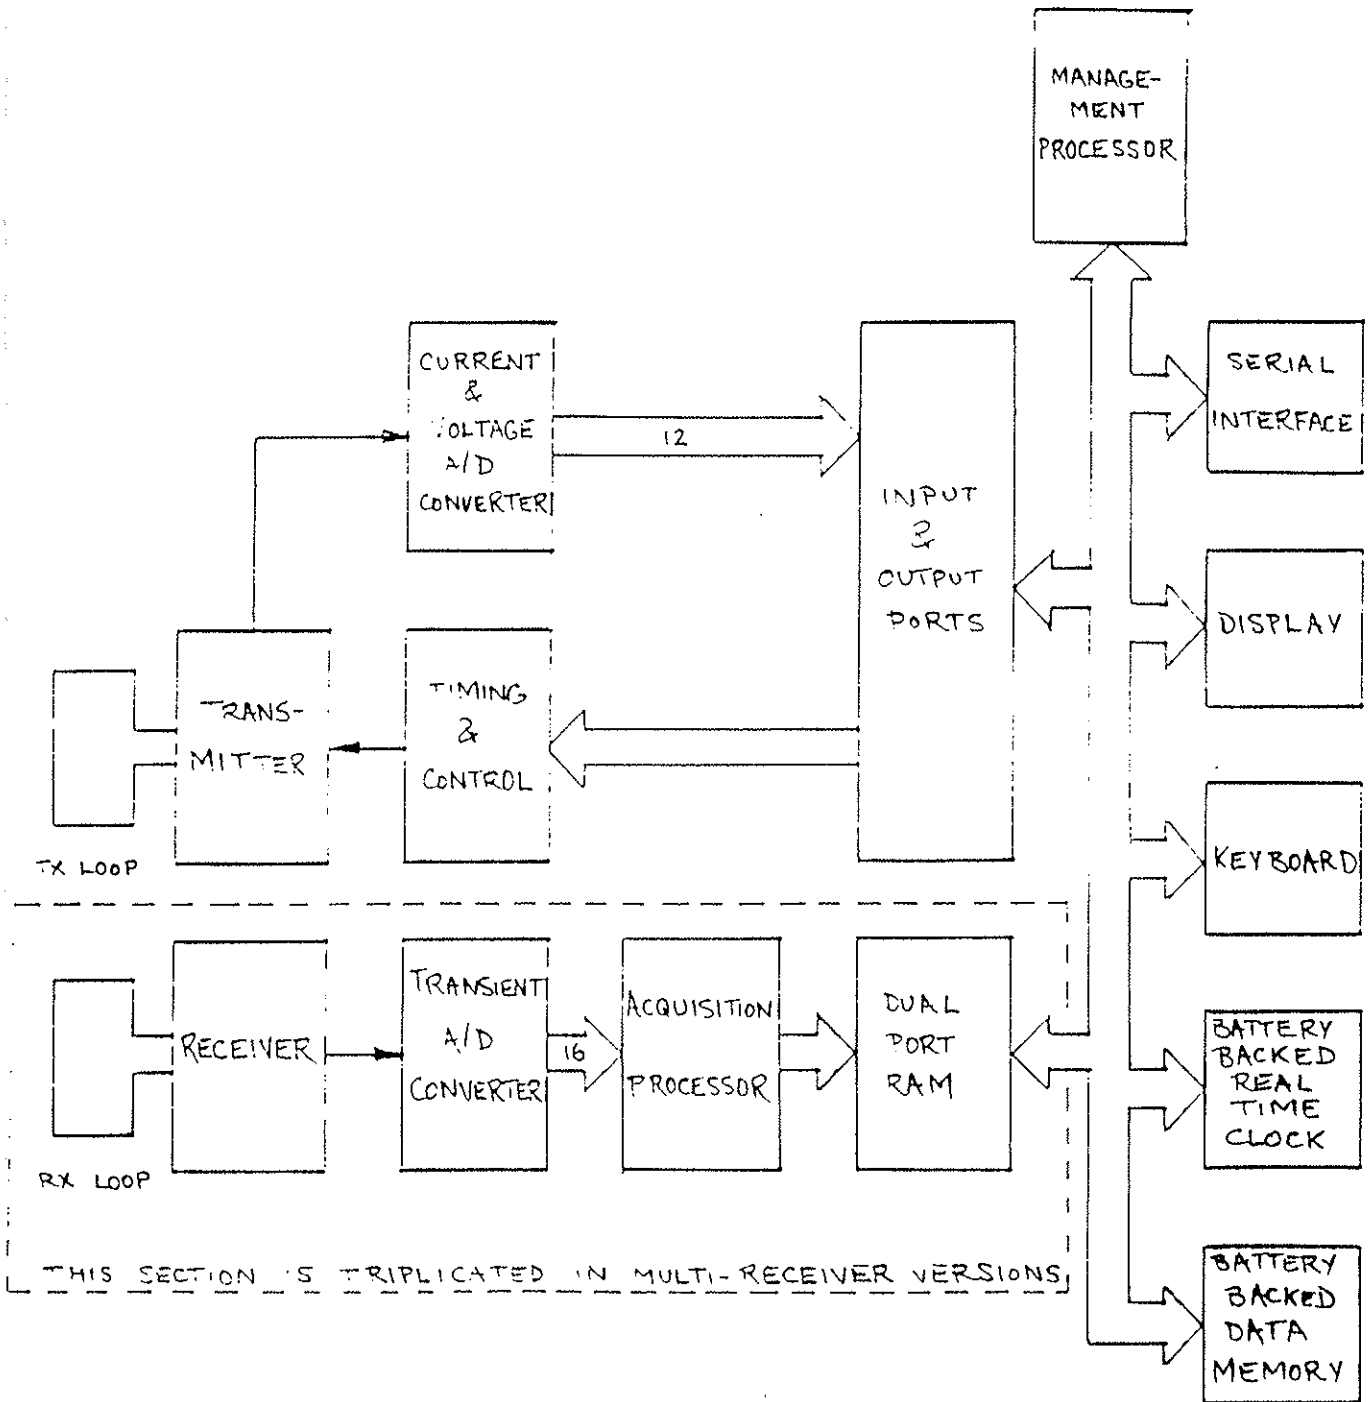 MANAGE-
MENT
PROCESSOR
CURRENT
&
VOLTAGE
A/D
CONVERTER
12
INPUT
&
OUTPUT
PORTS
SERIAL
INTERFACE
DISPLAY
TRANS-
MITTER
TIMING
&
CONTROL
TX LOOP
KEYBOARD
RECEIVER
TRANSIENT
A/D
CONVERTER
16
ACQUISITION
PROCESSOR
DUAL
PORT
RAM
BATTERY
BACKED
REAL
TIME
CLOCK
RX LOOP
THIS SECTION IS TRIPLICATED IN MULTI-RECEIVER VERSIONS
BATTERY
BACKED
DATA
MEMORY